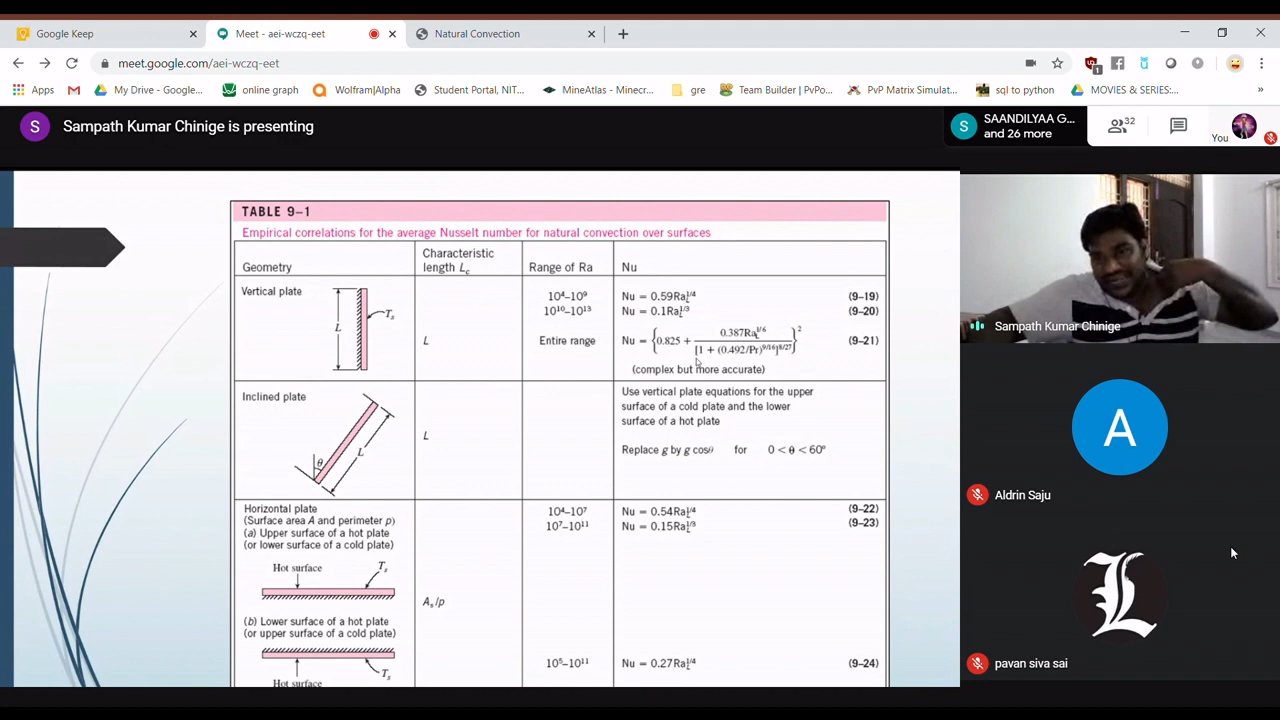 Google Keep
Meet - aei-wczq-eet
Natural Convection
meet.google.com/aei-wczq-eet
1
Apps
My Drive - Google...
online graph
Wolfram|Alpha
Student Portal, NIT...
MineAtlas - Minecr...
gre
Team Builder | PvPo...
PvP Matrix Simulat...
sql to python
MOVIES & SERIES:...
»
S
Sampath Kumar Chinige is presenting
S
SAANDILYAA G...
and 26 more
32
You
TABLE 9–1
Empirical correlations for the average Nusselt number for natural convection over surfaces
Geometry
Characteristic
length Lc
Range of Ra
Nu
Vertical plate
L
Ts
L
10⁴–10⁹
10¹⁰–10¹³
Entire range
Nu = 0.59Ra_L^1/4
(9–19)
Nu = 0.1Ra_L^1/3
(9–20)
Nu = {0.825 + 0.387Ra_L^1/6 / [1 + (0.492/Pr)^9/16]^8/27}²
(9–21)
(complex but more accurate)
Inclined plate
θ
L
L
Use vertical plate equations for the upper
surface of a cold plate and the lower
surface of a hot plate
Replace g by g cosθ for 0 < θ < 60°
Horizontal plate
(Surface area A and perimeter p)
(a) Upper surface of a hot plate
(or lower surface of a cold plate)
Hot surface
Ts
10⁴–10⁷
Nu = 0.54Ra_L^1/4
(9–22)
10⁷–10¹¹
Nu = 0.15Ra_L^1/3
(9–23)
As/p
(b) Lower surface of a hot plate
(or upper surface of a cold plate)
Ts
Hot surface
10⁵–10¹¹
Nu = 0.27Ra_L^1/4
(9–24)
Sampath Kumar Chinige
A
Aldrin Saju
L
pavan siva sai